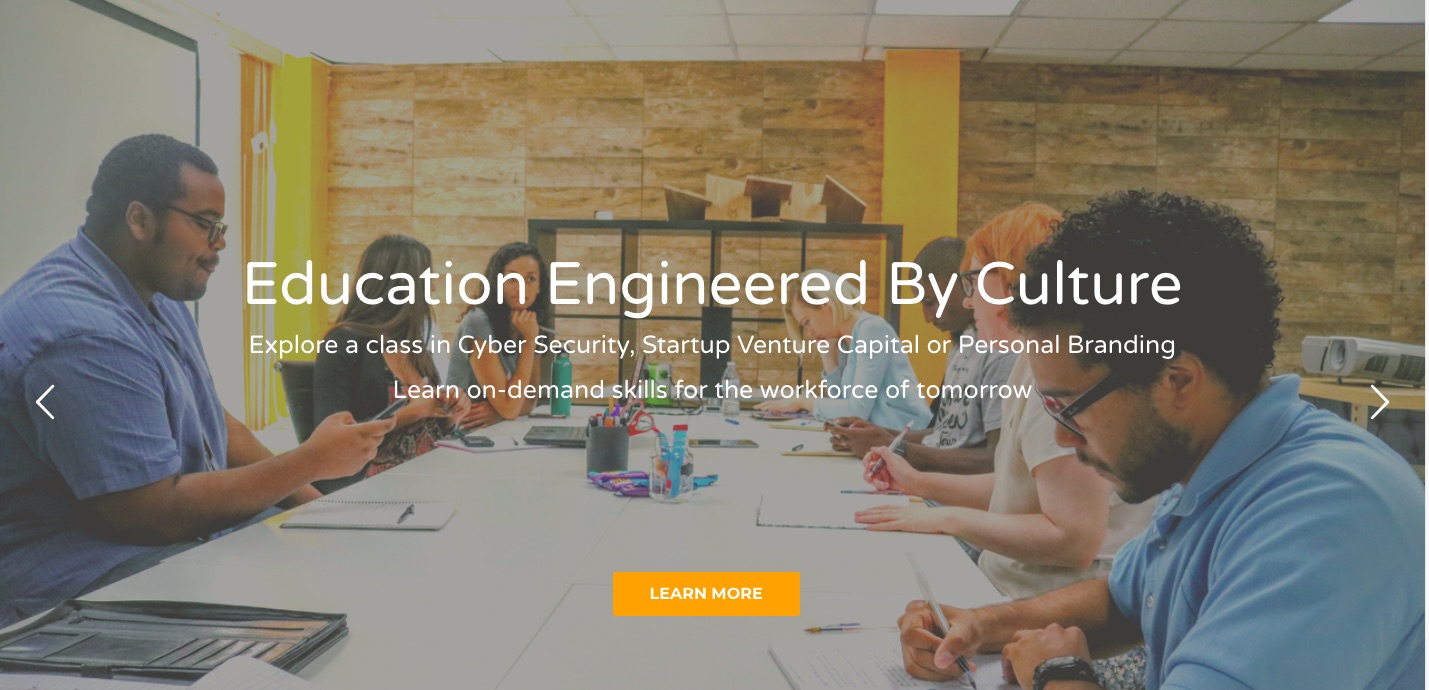 Education Engineered By Culture
Explore a class in Cyber Security, Startup Venture Capital or Personal Branding
Learn on-demand skills for the workforce of tomorrow
LEARN MORE